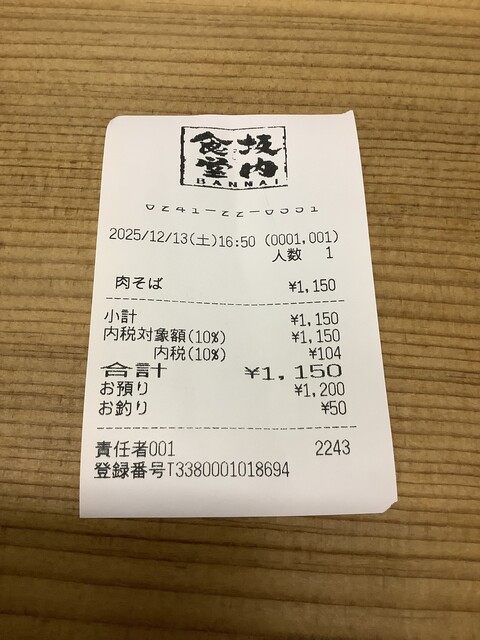 坂内
食堂
BANNAI
0241-22-0351
2025/12/13(土)16:50 (0001,001)
人数 1
肉そば ¥1,150
小計 ¥1,150
内税対象額(10%) ¥1,150
内税(10%) ¥104
合計 ¥1,150
お預り ¥1,200
お釣り ¥50
責任者001 2243
登録番号T3380001018694